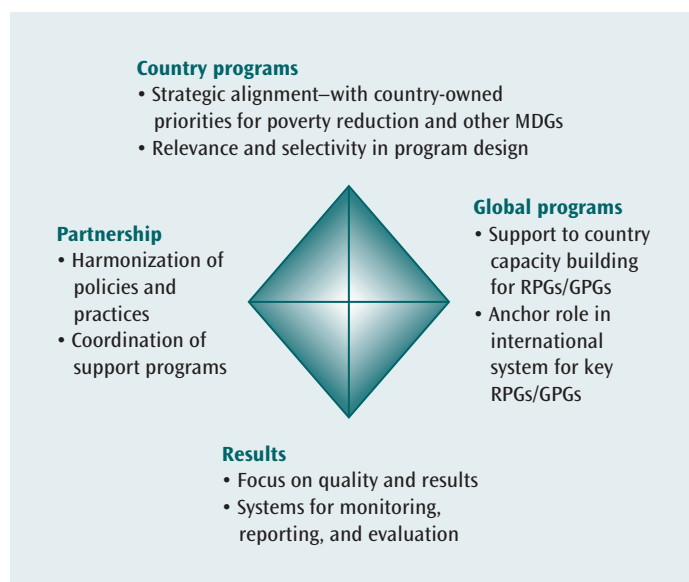 Country programs
• Strategic alignment–with country-owned
priorities for poverty reduction and other MDGs
• Relevance and selectivity in program design
Partnership
• Harmonization of
policies and
practices
• Coordination of
support programs
Global programs
• Support to country
capacity building
for RPGs/GPGs
• Anchor role in
international
system for key
RPGs/GPGs
Results
• Focus on quality and results
• Systems for monitoring,
reporting, and evaluation